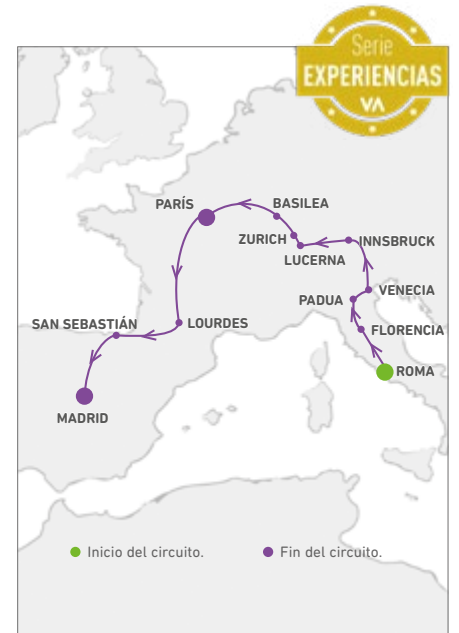 Serie
EXPERIENCIAS
VA
PARÍS
BASILEA
ZURICH
INNSBRUCK
LUCERNA
VENECIA
PADUA
SAN SEBASTIÁN
LOURDES
FLORENCIA
ROMA
MADRID
Inicio del circuito.
Fin del circuito.